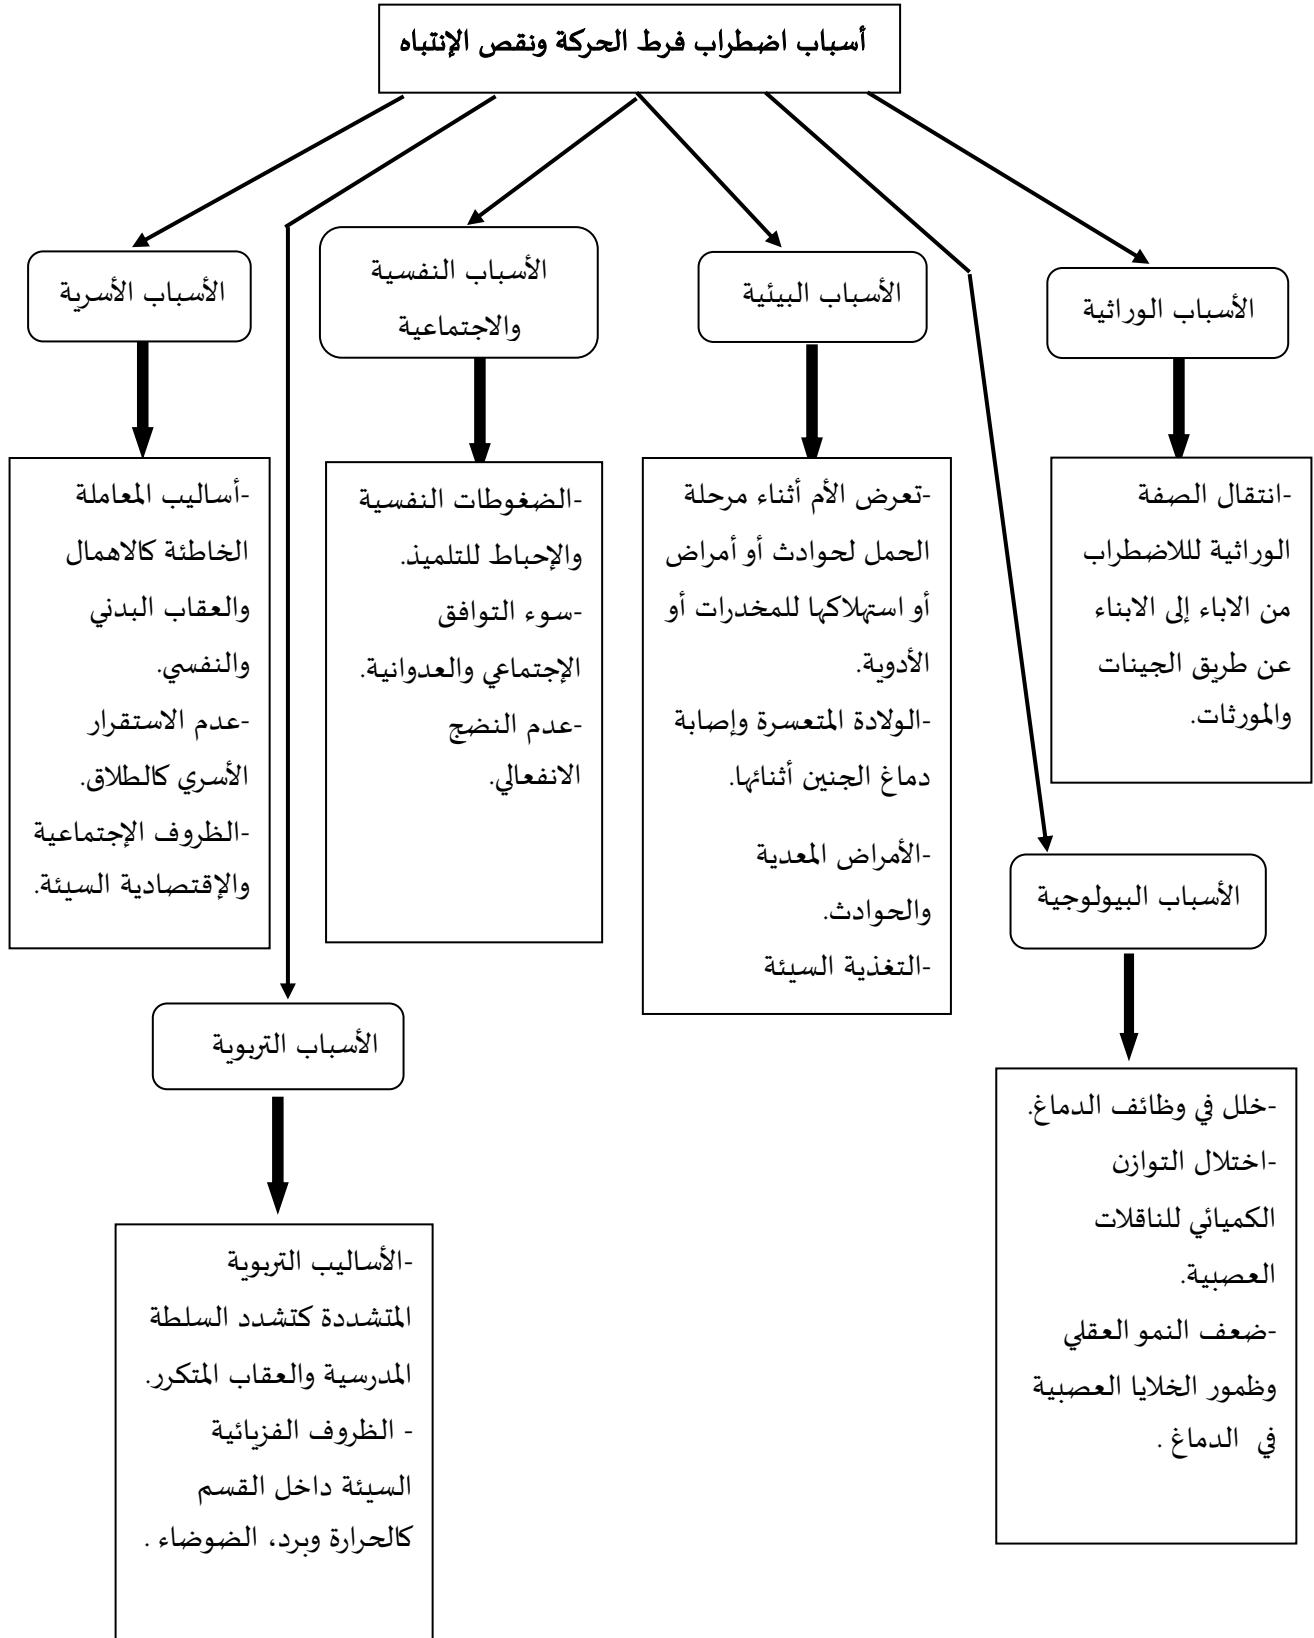 أسباب اضطراب فرط الحركة ونقص الإنتباه
الأسباب الوراثية
-انتقال الصفة
الوراثية لللاضطراب
من الاباء إلى الابناء
عن طريق الجينات
والمورثات.
الأسباب البيولوجية
-خلل في وظائف الدماغ.
-اختلال التوازن
الكميائي للناقلات
العصبية.
-ضعف النمو العقلي
وظمور الخلايا العصبية
في الدماغ .
الأسباب البيئية
-تعرض الأم أثناء مرحلة
الحمل لحوادث أو أمراض
أو استهلاكها للمخدرات أو
الأدوية.
-الولادة المتعسرة وإصابة
دماغ الجنين أثنائها.
-الأمراض المعدية
والحوادث.
-التغذية السيئة
الأسباب النفسية
والاجتماعية
-الضغوطات النفسية
والإحباط للتلميذ.
-سوء التوافق
الإجتماعي والعدوانية.
-عدم النضج
الانفعالي.
الأسباب التربوية
-الأساليب التربوية
المتشددة كتشدد السلطة
المدرسية والعقاب المتكرر.
- الظروف الفزيائية
السيئة داخل القسم
كالحرارة وبرد، الضوضاء .
الأسباب الأسرية
-أساليب المعاملة
الخاطئة كالاهمال
والعقاب البدني
والنفسي.
-عدم الاستقرار
الأسري كالطلاق.
-الظروف الإجتماعية
والإقتصادية السيئة.